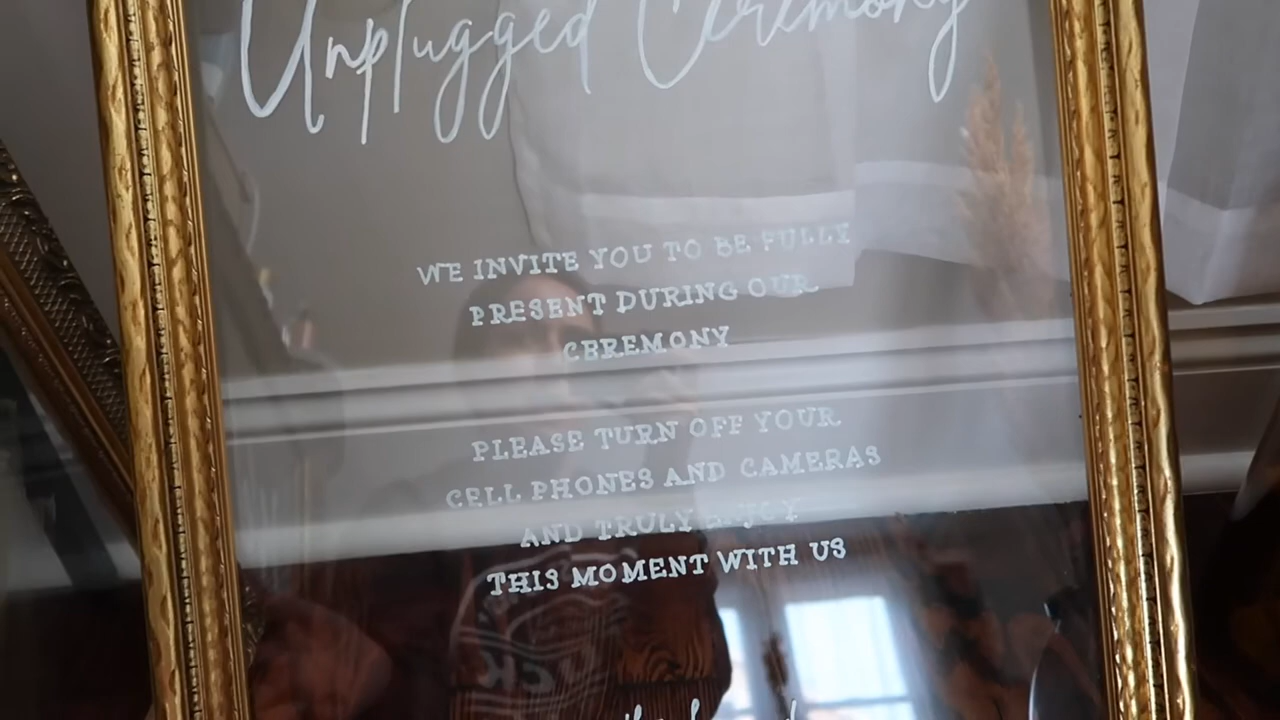 Unplugged Ceremony
WE INVITE YOU TO BE FULLY
PRESENT DURING OUR
CEREMONY
PLEASE TURN OFF YOUR
CELL PHONES AND CAMERAS
AND TRULY ENJOY
THIS MOMENT WITH US